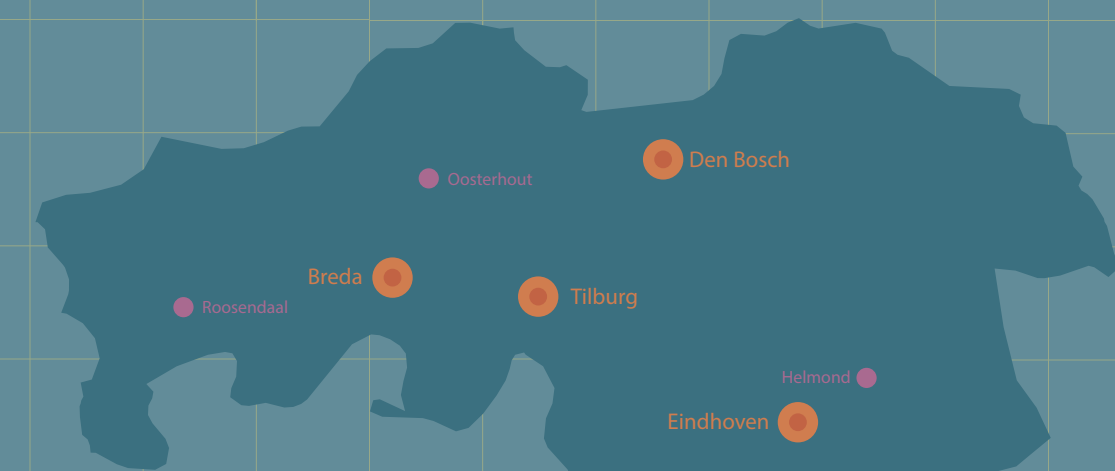 Den Bosch
Oosterhout
Breda
Tilburg
Roosendaal
Helmond
Eindhoven